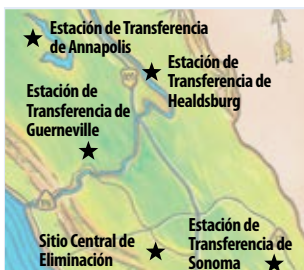 Estación de Transferencia
de Annapolis
Estación de
Transferencia de
Healdsburg
Estación de
Transferencia de
Guerneville
Sitio Central de
Eliminación
Estación de
Transferencia de
Sonoma